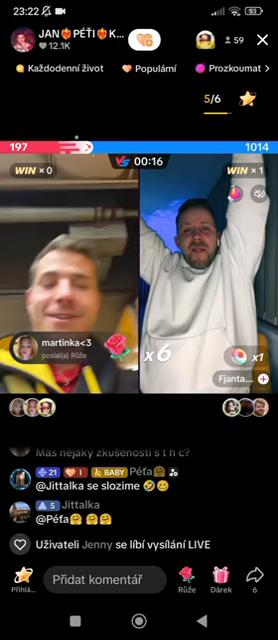 23:22
53
JAN❤️‍🔥PÉŤI❤️‍🔥K...
12.1K
59
Každodenní život
Populární
Prozkoumat >
5/6
197
VS 00:16
1014
WIN x 0
WIN x 1
martinka<3
poslal(a) Růže
x6
x1
Fjanta...
Máš nějaký zkušenosti s t h c?
21 1 BABY Péťa🤗
@Jittalka se slozime 🤣🥴
5 Jittalka
@Péťa🤗 🤗 🤗
Uživateli Jenny se líbí vysílání LIVE
Přihlá...
Přidat komentář
Růže
Dárek
6